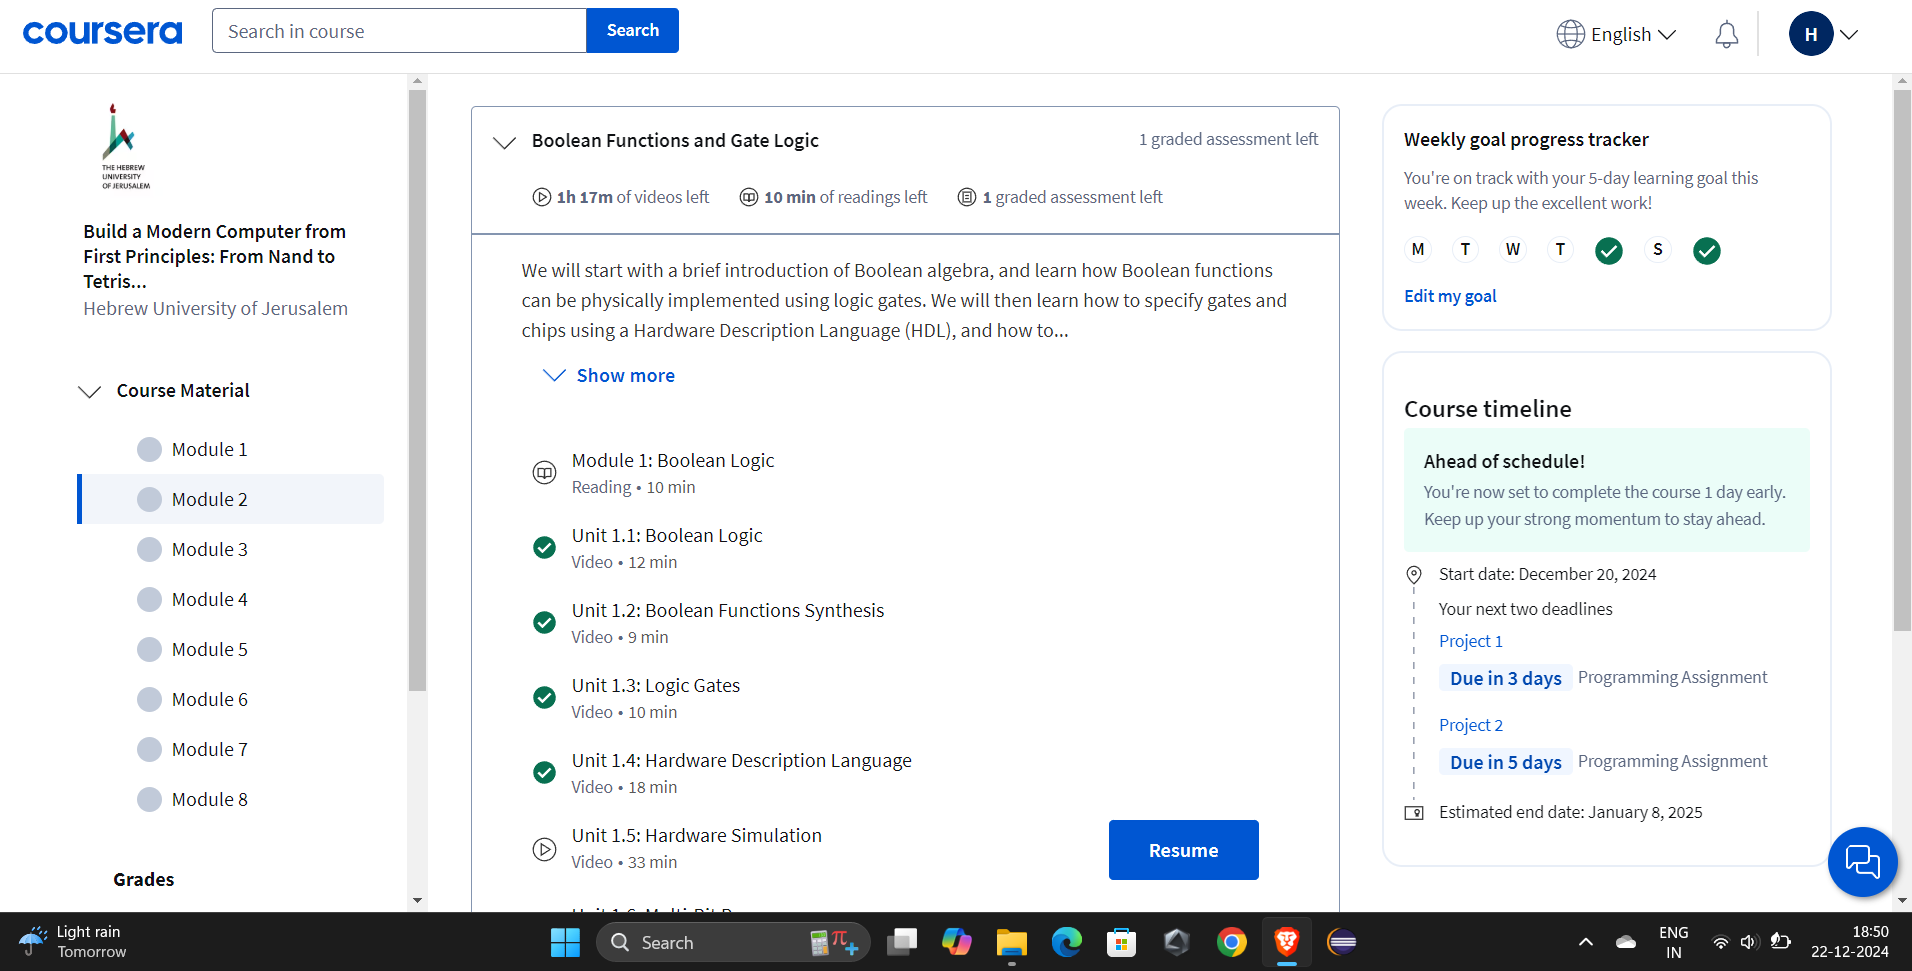 coursera
Search in course
Search
English
H
THE HEBREW
UNIVERSITY
OF JERUSALEM
Build a Modern Computer from
First Principles: From Nand to
Tetris...
Hebrew University of Jerusalem
Course Material
Module 1
Module 2
Module 3
Module 4
Module 5
Module 6
Module 7
Module 8
Grades
Boolean Functions and Gate Logic
1 graded assessment left
1h 17m of videos left
10 min of readings left
1 graded assessment left
We will start with a brief introduction of Boolean algebra, and learn how Boolean functions
can be physically implemented using logic gates. We will then learn how to specify gates and
chips using a Hardware Description Language (HDL), and how to...
Show more
Module 1: Boolean Logic
Reading • 10 min
Unit 1.1: Boolean Logic
Video • 12 min
Unit 1.2: Boolean Functions Synthesis
Video • 9 min
Unit 1.3: Logic Gates
Video • 10 min
Unit 1.4: Hardware Description Language
Video • 18 min
Unit 1.5: Hardware Simulation
Video • 33 min
Resume
Weekly goal progress tracker
You're on track with your 5-day learning goal this
week. Keep up the excellent work!
M T W T S
Edit my goal
Course timeline
Ahead of schedule!
You're now set to complete the course 1 day early.
Keep up your strong momentum to stay ahead.
Start date: December 20, 2024
Your next two deadlines
Project 1
Due in 3 days Programming Assignment
Project 2
Due in 5 days Programming Assignment
Estimated end date: January 8, 2025
Light rain
Tomorrow
Search
ENG
IN
18:50
22-12-2024